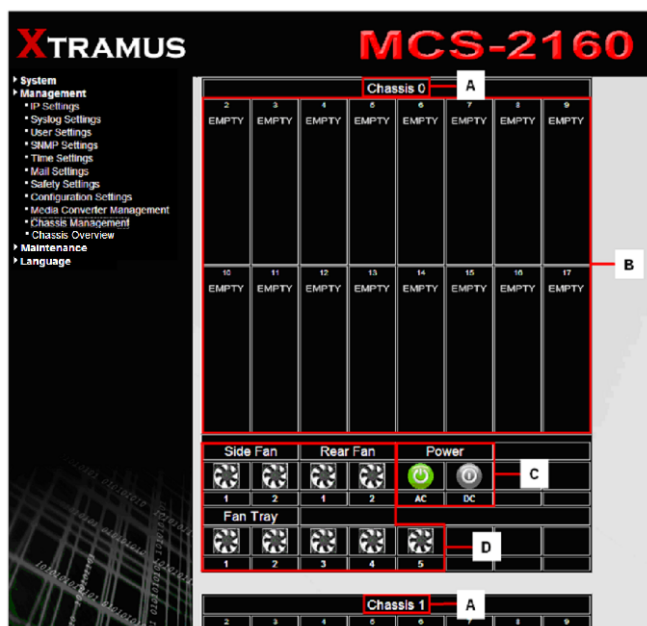 XTRAMUS MCS-2160
System
Management
IP Settings
Syslog Settings
User Settings
SNMP Settings
Time Settings
Mail Settings
Safety Settings
Configuration Settings
Media Converter Management
Chassis Management
Chassis Overview
Maintenance
Language
Chassis 0 A
2 3 4 5 6 7 8 9
EMPTY EMPTY EMPTY EMPTY EMPTY EMPTY EMPTY EMPTY
B
10 11 12 13 14 15 16 17
EMPTY EMPTY EMPTY EMPTY EMPTY EMPTY EMPTY EMPTY
Side Fan Rear Fan Power
C
1 2 1 2 AC DC
Fan Tray
D
1 2 3 4 5
Chassis 1 A
2 3 4 5 6 7 8 9